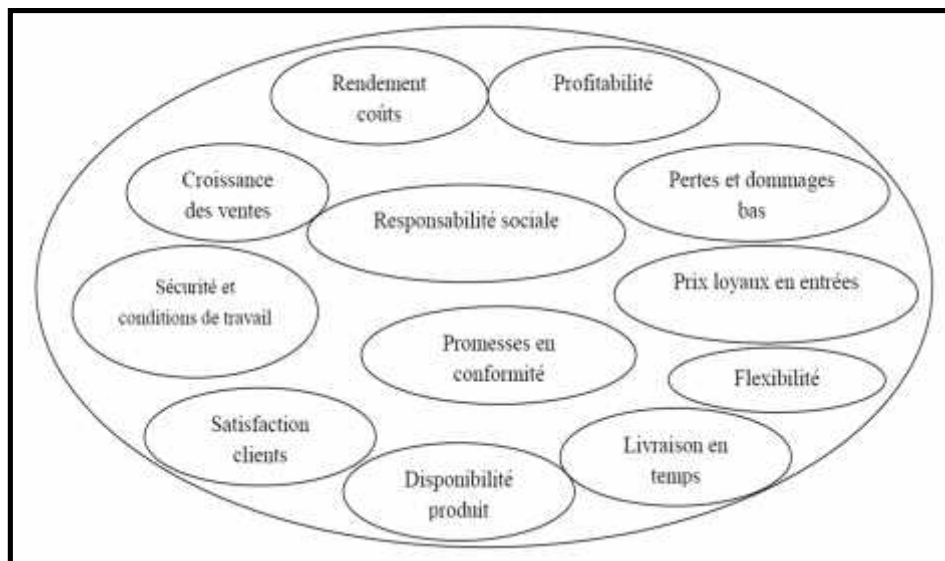 Rendement
coûts
Profitabilité
Croissance
des ventes
Pertes et dommages
bas
Responsabilité sociale
Sécurité et
conditions de travail
Prix loyaux en entrées
Promesses en
conformité
Flexibilité
Satisfaction
clients
Livraison en
temps
Disponibilité
produit